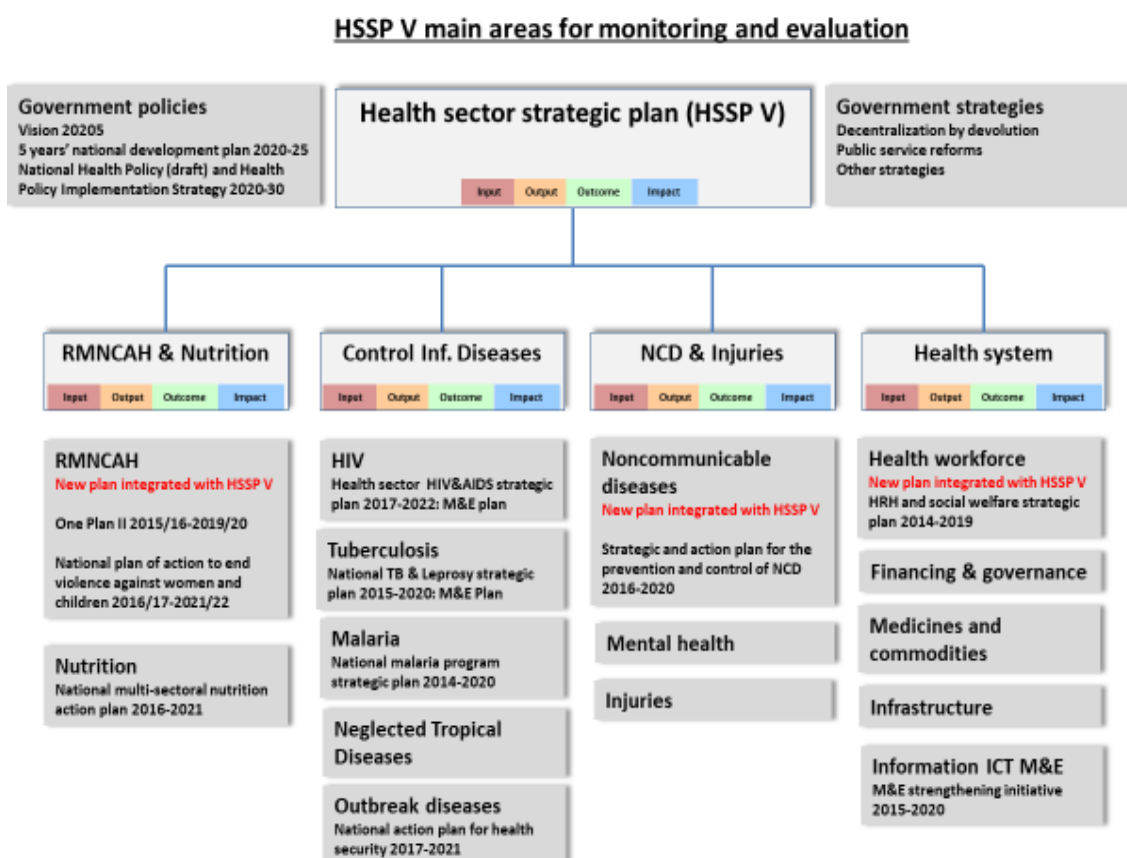 HSSP V main areas for monitoring and evaluation
Government policies
Vision 20205
5 years' national development plan 2020-25
National Health Policy (draft) and Health
Policy Implementation Strategy 2020-30
Health sector strategic plan (HSSP V)
Input Output Outcome Impact
Government strategies
Decentralization by devolution
Public service reforms
Other strategies
RMNCAH & Nutrition
Input Output Outcome Impact
RMNCAH
New plan integrated with HSSP V
One Plan II 2015/16-2019/20
National plan of action to end
violence against women and
children 2016/17-2021/22
Nutrition
National multi-sectoral nutrition
action plan 2016-2021
Control Inf. Diseases
Input Output Outcome Impact
HIV
Health sector HIV&AIDS strategic
plan 2017-2022: M&E plan
Tuberculosis
National TB & Leprosy strategic
plan 2015-2020: M&E Plan
Malaria
National malaria program
strategic plan 2014-2020
Neglected Tropical
Diseases
Outbreak diseases
National action plan for health
security 2017-2021
NCD & Injuries
Input Output Outcome Impact
Noncommunicable
diseases
New plan integrated with HSSP V
Strategic and action plan for the
prevention and control of NCD
2016-2020
Mental health
Injuries
Health system
Input Output Outcome Impact
Health workforce
New plan integrated with HSSP V
HRH and social welfare strategic
plan 2014-2019
Financing & governance
Medicines and
commodities
Infrastructure
Information ICT M&E
M&E strengthening initiative
2015-2020